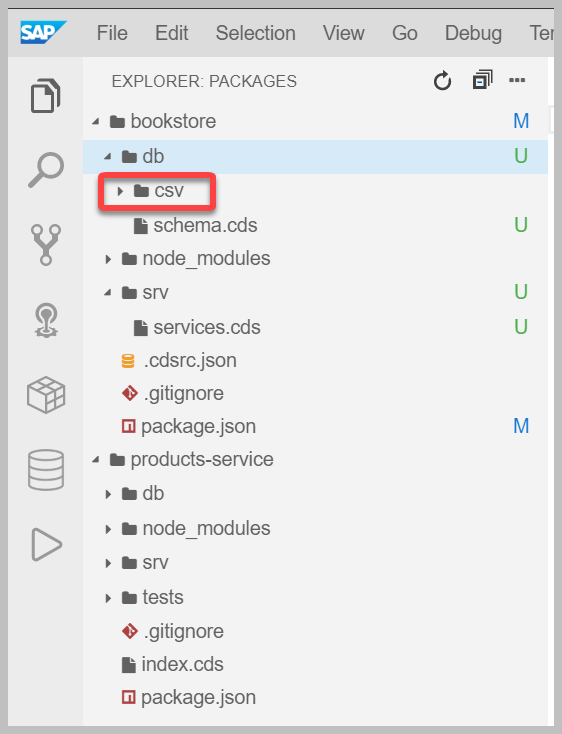 SAP File Edit Selection View Go Debug Ter
EXPLORER: PACKAGES
bookstore M
db U
csv
schema.cds U
node_modules
srv U
services.cds U
.cdsrc.json
.gitignore
package.json M
products-service
db
node_modules
srv
tests
.gitignore
index.cds
package.json